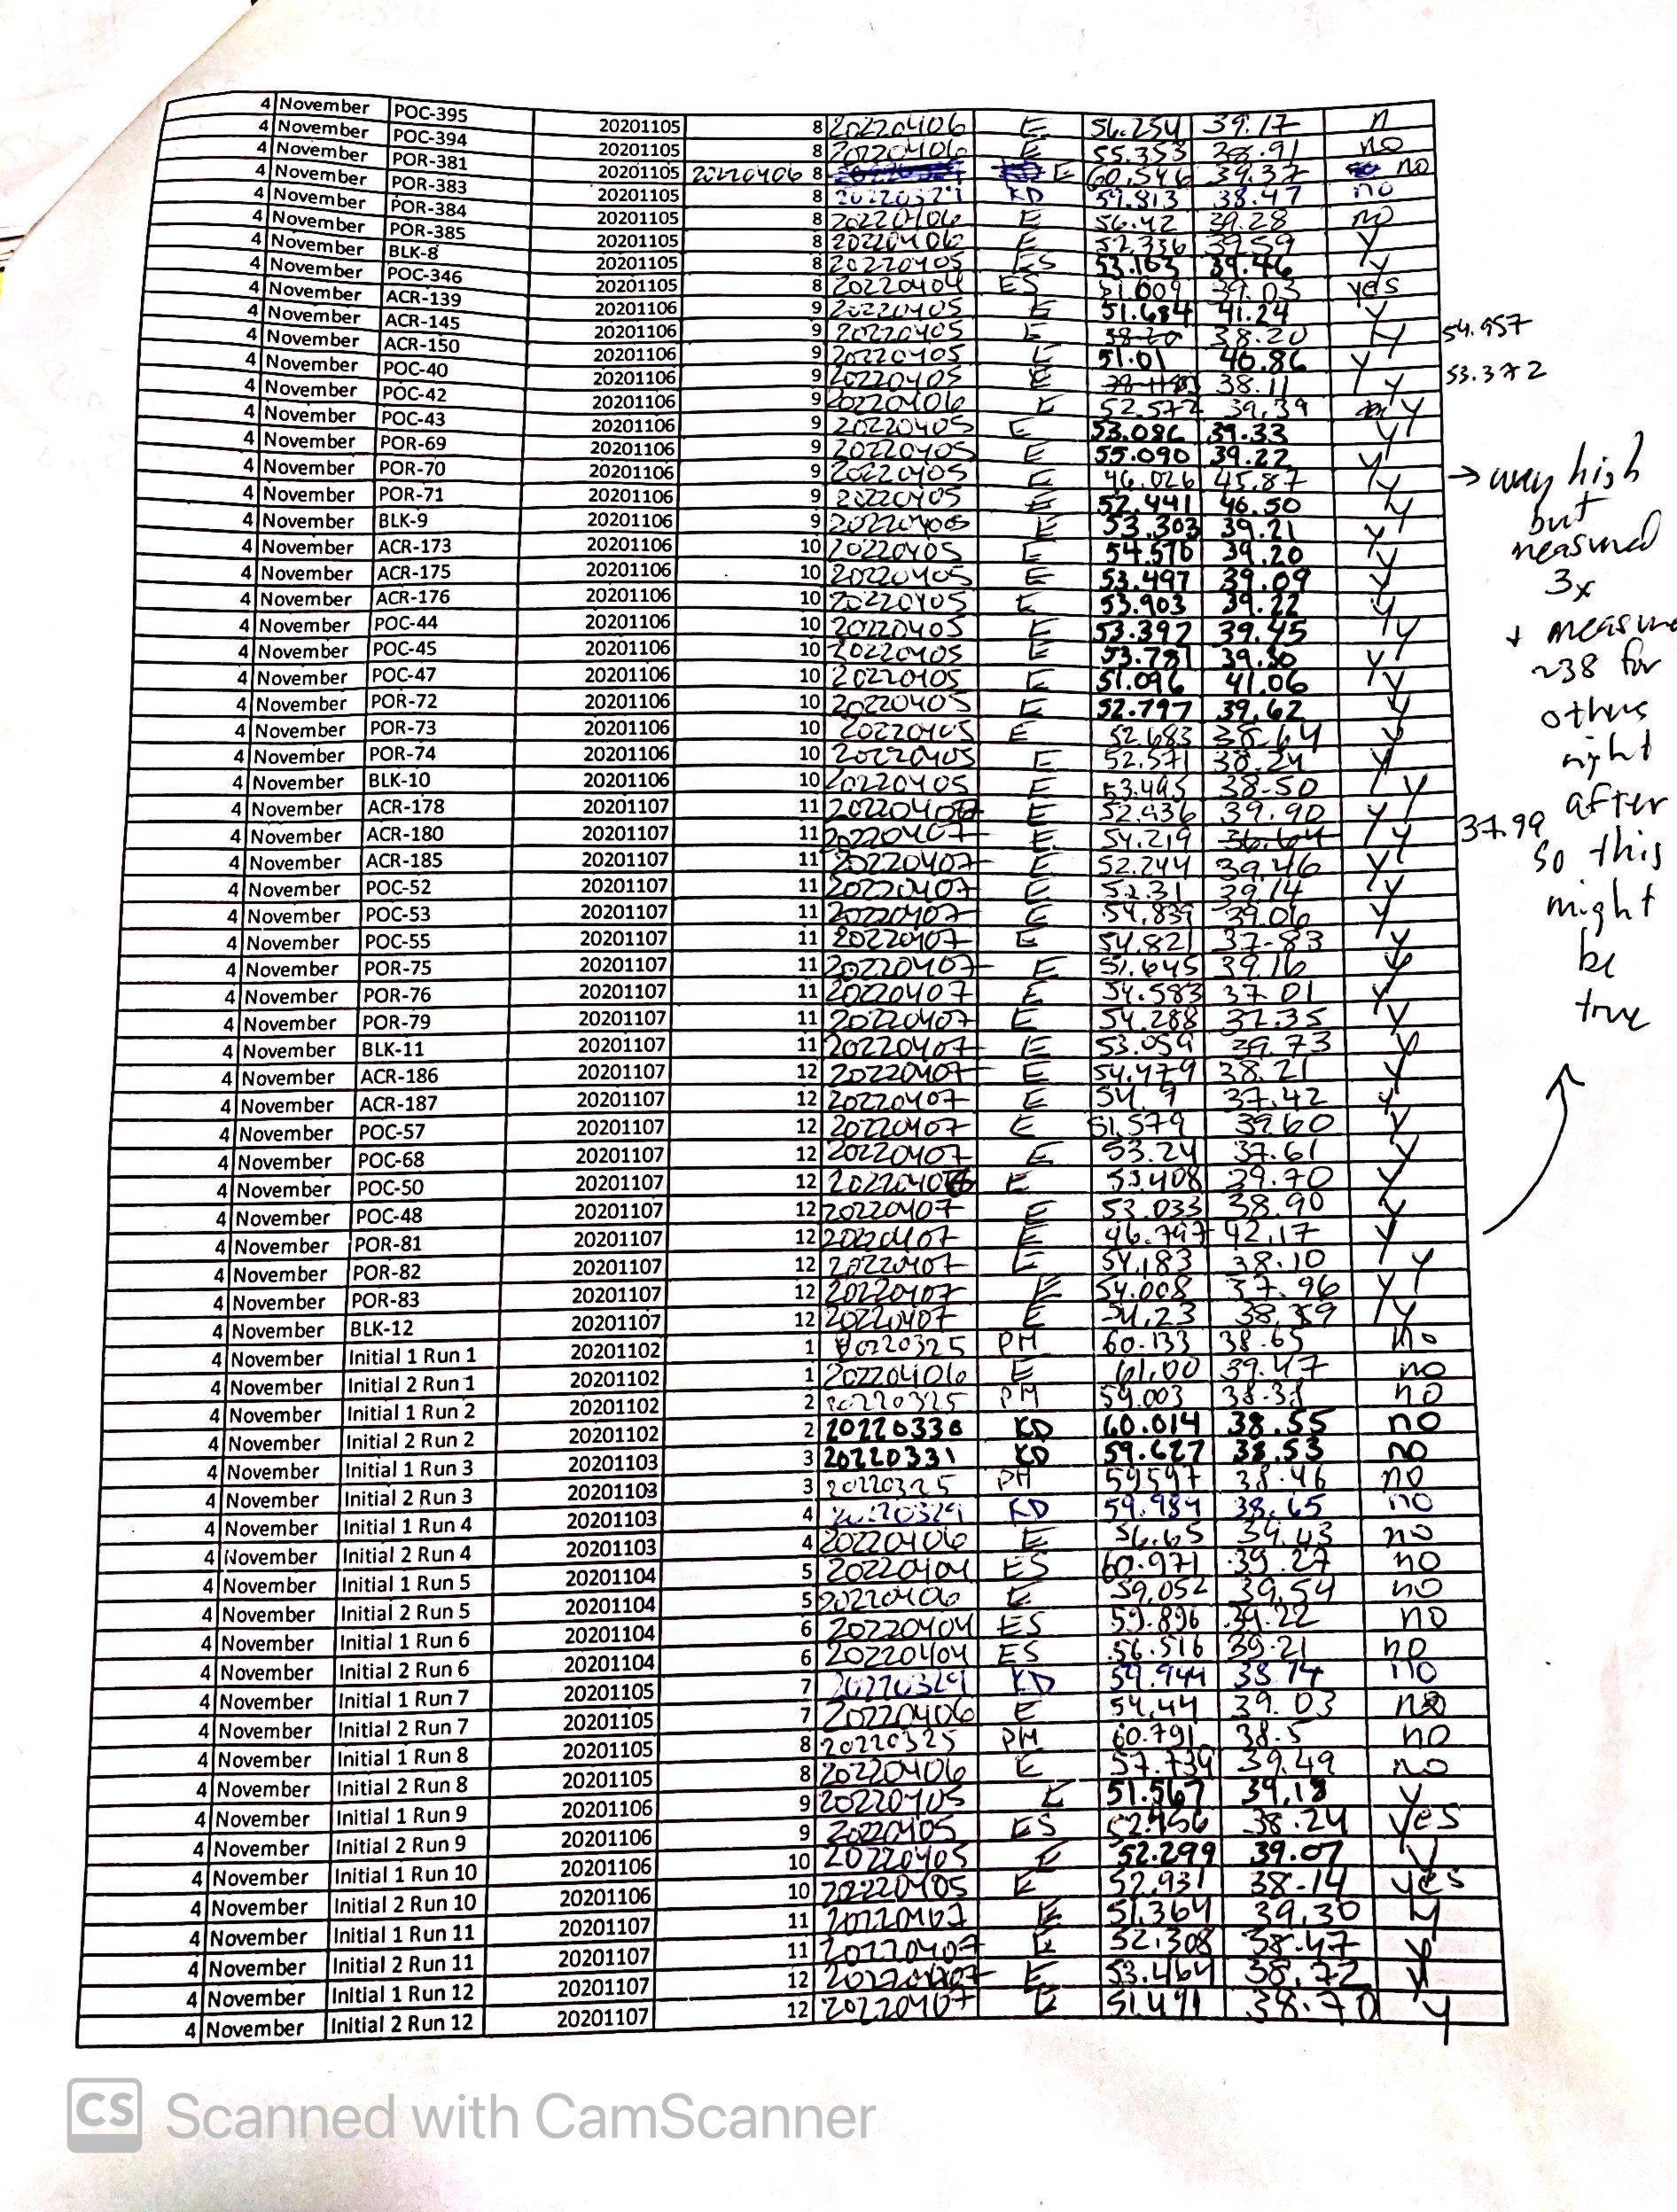 4 November POC-395 20201105 8 20220406 E 56.254 39.17 n
4 November POC-394 20201105 8 20220406 E 55.353 38.91 no
4 November POR-381 20201105 20220406 8 E 60.546 39.37 no
4 November POR-383 20201105 8 20220329 KD 59.813 38.47 no
4 November POR-384 20201105 8 20220406 E 56.42 39.28 no
4 November POR-385 20201105 8 20220406 E 52.336 39.59 y
4 November BLK-8 20201105 8 20220405 ES 53.163 39.46 y
4 November POC-346 20201105 8 20220404 ES 51.009 39.03 yes
4 November ACR-139 20201106 9 20220405 E 51.684 41.24 y
4 November ACR-145 20201106 9 20220405 E 38.20 38.20 y 54.957
4 November ACR-150 20201106 9 20220405 E 51.01 40.86 y
4 November POC-40 20201106 9 20220405 E 38.11 y 53.372
4 November POC-42 20201106 9 20220406 E 52.572 39.39 y
4 November POC-43 20201106 9 20220405 E 53.086 39.33 y
4 November POR-69 20201106 9 20220405 E 55.090 39.22 y
4 November POR-70 20201106 9 20220405 E 46.026 45.87 y → way high
4 November POR-71 20201106 9 20220405 E 52.441 40.50 y but
4 November BLK-9 20201106 9 20220405 E 53.303 39.21 y measured
4 November ACR-173 20201106 10 20220405 E 54.576 39.20 y
4 November ACR-175 20201106 10 20220405 E 53.497 39.09 y 3x
4 November ACR-176 20201106 10 20220405 E 53.903 39.22 y
4 November POC-44 20201106 10 20220405 E 53.397 39.45 y + measure
4 November POC-45 20201106 10 20220405 E 53.781 39.30 y ~38 for
4 November POC-47 20201106 10 20220405 E 51.096 41.06 y
4 November POR-72 20201106 10 20220405 E 52.797 39.62 y others
4 November POR-73 20201106 10 20220405 E 52.683 38.64 y
4 November POR-74 20201106 10 20220405 E 52.571 38.24 y right
4 November BLK-10 20201106 10 20220405 E 53.495 38.50 y
4 November ACR-178 20201107 11 E 52.936 39.90 y after
4 November ACR-180 20201107 11 20220407 E 54.219 36.64 y 37.99
4 November ACR-185 20201107 11 20220407 E 52.244 39.46 y so this
4 November POC-52 20201107 11 20220407 E 52.31 39.14 y
4 November POC-53 20201107 11 20220407 E 54.839 39.06 y might
4 November POC-55 20201107 11 20220407 E 54.821 37.83 y
4 November POR-75 20201107 11 20220407 E 51.645 39.16 y be
4 November POR-76 20201107 11 20220407 E 54.583 37.01 y
4 November POR-79 20201107 11 20220407 E 54.288 37.35 y true
4 November BLK-11 20201107 11 20220407 E 53.059 39.73 y
4 November ACR-186 20201107 12 20220407 E 54.479 38.21 y
4 November ACR-187 20201107 12 20220407 E 54.9 37.42 y
4 November POC-57 20201107 12 20220407 E 51.579 39.60 y
4 November POC-68 20201107 12 20220407 E 53.24 37.61 y
4 November POC-50 20201107 12 E 53.408 39.70 y
4 November POC-48 20201107 12 20220407 E 53.033 38.90 y
4 November POR-81 20201107 12 20220407 E 46.797 42.17 y
4 November POR-82 20201107 12 20220407 E 54.183 38.10 y
4 November POR-83 20201107 12 20220407 E 54.008 37.96 y
4 November BLK-12 20201107 12 20220407 E 54.23 38.59 y
4 November Initial 1 Run 1 20201102 1 20220325 PM 60.133 38.65 no
4 November Initial 2 Run 1 20201102 1 20220406 E 61.00 39.47 no
4 November Initial 1 Run 2 20201102 2 20220325 PM 59.003 38.38 no
4 November Initial 2 Run 2 20201102 2 20220330 KD 60.014 38.55 no
4 November Initial 1 Run 3 20201103 3 20220331 KD 59.627 38.53 no
4 November Initial 2 Run 3 20201103 3 20220325 PM 59597 38.46 no
4 November Initial 1 Run 4 20201103 4 20220329 KD 59.989 38.65 no
4 November Initial 2 Run 4 20201103 4 20220406 E 56.65 39.43 no
4 November Initial 1 Run 5 20201104 5 20220404 ES 60.971 39.27 no
4 November Initial 2 Run 5 20201104 5 20220406 E 59.052 39.54 no
4 November Initial 1 Run 6 20201104 6 20220404 ES 59.896 39.22 no
4 November Initial 2 Run 6 20201104 6 20220404 ES 56.516 39.21 no
4 November Initial 1 Run 7 20201105 7 20220329 KD 59.944 38.74 no
4 November Initial 2 Run 7 20201105 7 20220406 E 54.44 39.03 no
4 November Initial 1 Run 8 20201105 8 20220325 PM 60.791 38.5 no
4 November Initial 2 Run 8 20201105 8 20220406 E 57.739 39.49 no
4 November Initial 1 Run 9 20201106 9 20220405 E 51.567 39.18 y
4 November Initial 2 Run 9 20201106 9 20220405 ES 52.456 38.24 yes
4 November Initial 1 Run 10 20201106 10 20220405 E 52.299 39.07 y
4 November Initial 2 Run 10 20201106 10 20220405 E 52.931 38.14 yes
4 November Initial 1 Run 11 20201107 11 20220407 E 51.364 39.30 y
4 November Initial 2 Run 11 20201107 11 20220407 E 52.308 38.47 y
4 November Initial 1 Run 12 20201107 12 20220407 E 53.464 38.72 y
4 November Initial 2 Run 12 20201107 12 20220407 E 51.471 38.70 y
CS Scanned with CamScanner